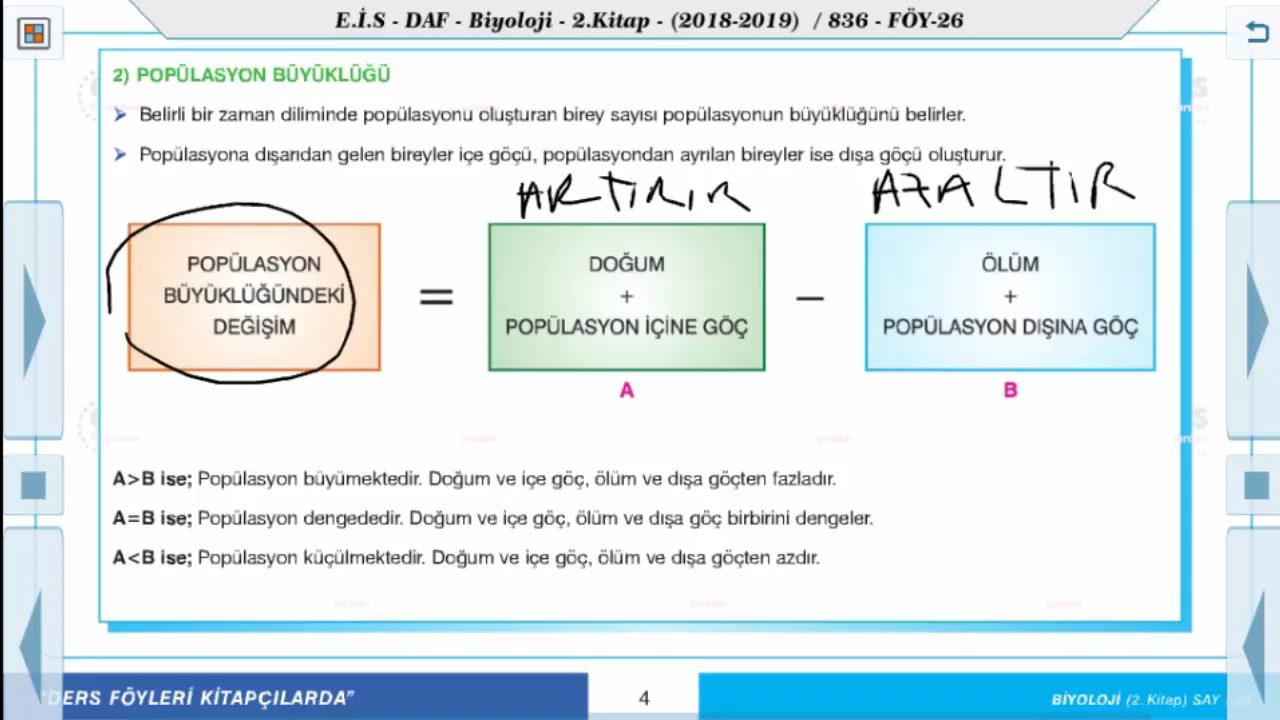 E.İ.S - DAF - Biyoloji - 2.Kitap - (2018-2019) / 836 - FÖY-26
2) POPÜLASYON BÜYÜKLÜĞÜ
Belirli bir zaman diliminde popülasyonu oluşturan birey sayısı popülasyonun büyüklüğünü belirler.
Popülasyona dışarıdan gelen bireyler içe göçü, popülasyondan ayrılan bireyler ise dışa göçü oluşturur.
ARTIRIR
AZALTIR
POPÜLASYON
BÜYÜKLÜĞÜNDEKİ
DEĞİŞİM
=
DOĞUM
+
POPÜLASYON İÇİNE GÖÇ
–
ÖLÜM
+
POPÜLASYON DIŞINA GÖÇ
A
B
A>B ise; Popülasyon büyümektedir. Doğum ve içe göç, ölüm ve dışa göçten fazladır.
A=B ise; Popülasyon dengededir. Doğum ve içe göç, ölüm ve dışa göç birbirini dengeler.
A<B ise; Popülasyon küçülmektedir. Doğum ve içe göç, ölüm ve dışa göçten azdır.
"DERS FÖYLERİ KİTAPÇILARDA"
4
BİYOLOJİ (2. Kitap) SAY